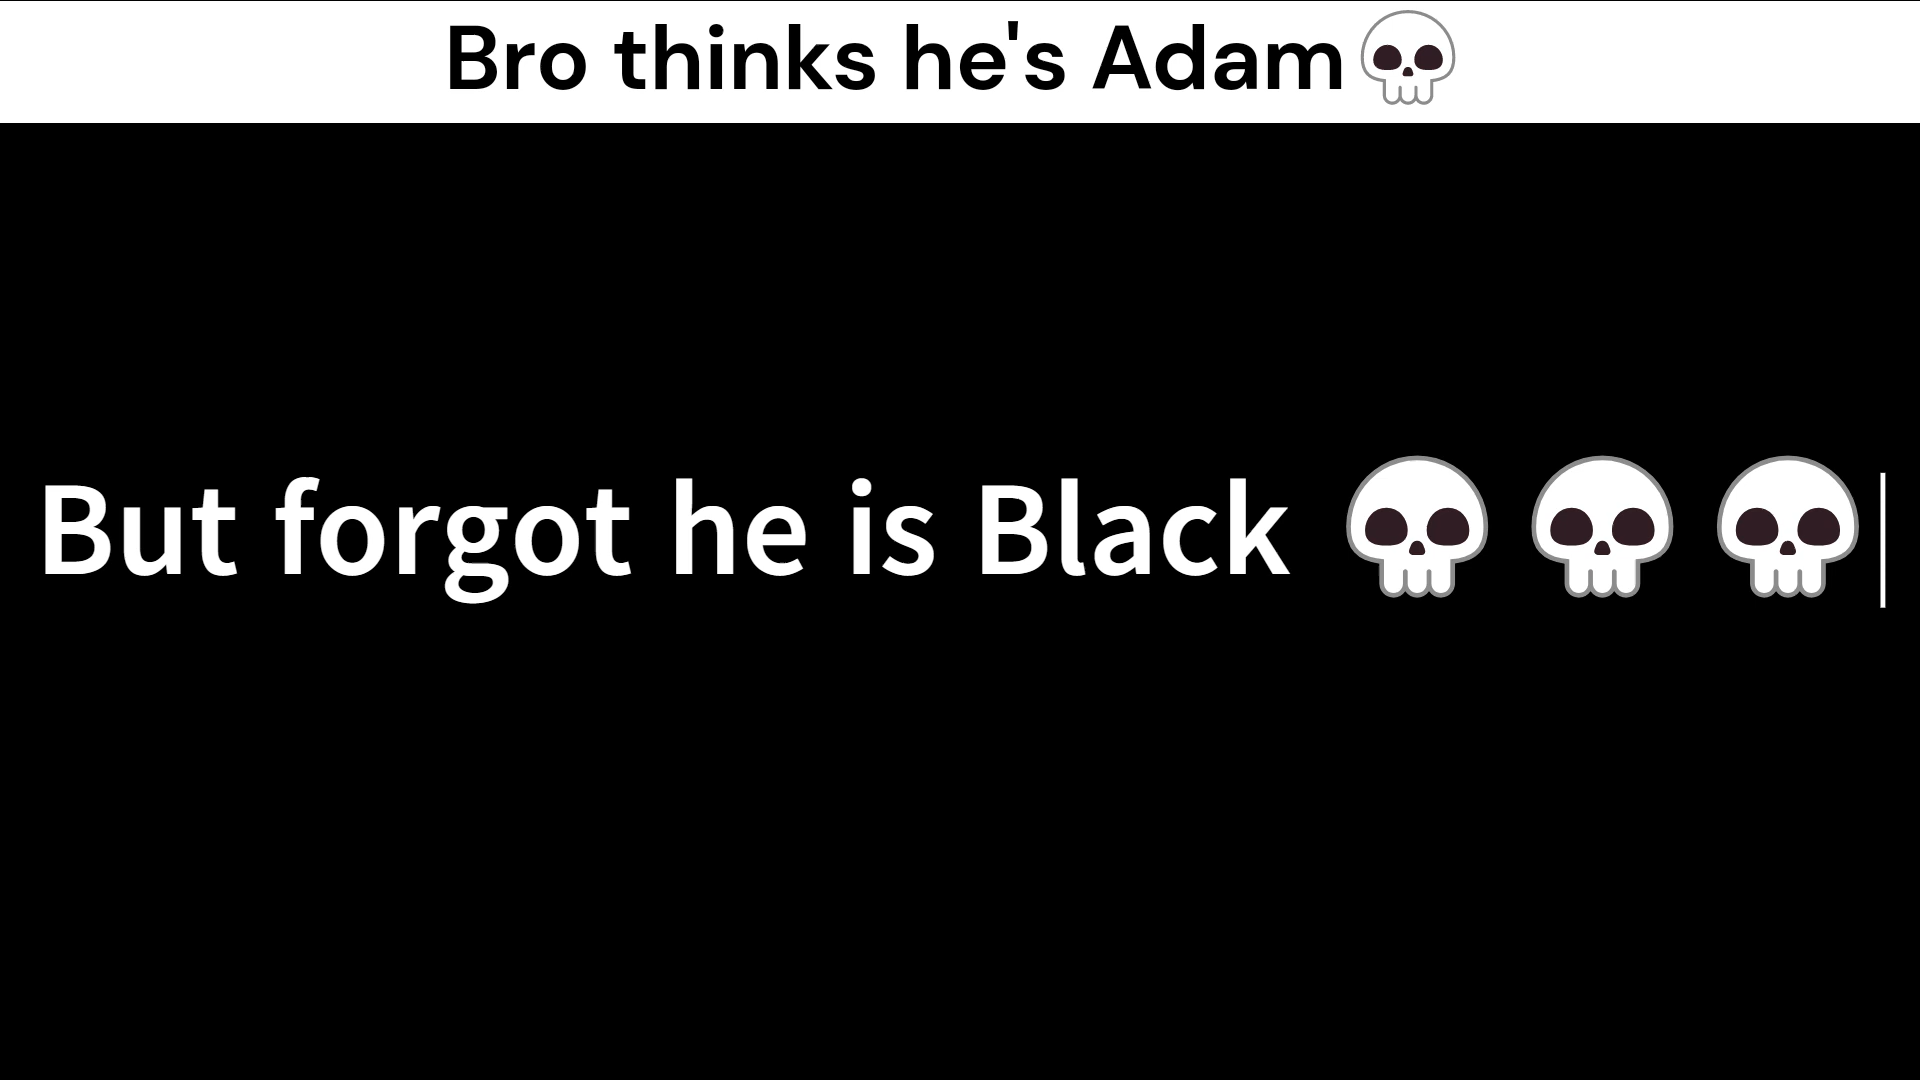 Bro thinks he's Adam💀
But forgot he is Black 💀 💀 💀